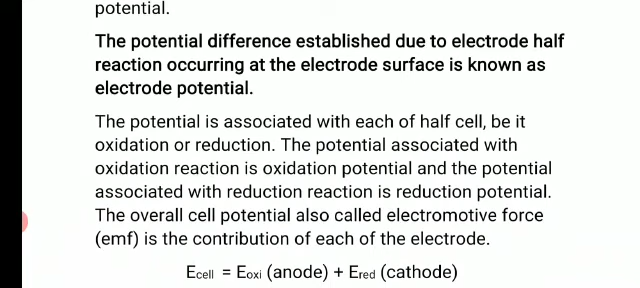 potential.
The potential difference established due to electrode half
reaction occurring at the electrode surface is known as
electrode potential.
The potential is associated with each of half cell, be it
oxidation or reduction. The potential associated with
oxidation reaction is oxidation potential and the potential
associated with reduction reaction is reduction potential.
The overall cell potential also called electromotive force
(emf) is the contribution of each of the electrode.
Ecell = Eoxi (anode) + Ered (cathode)